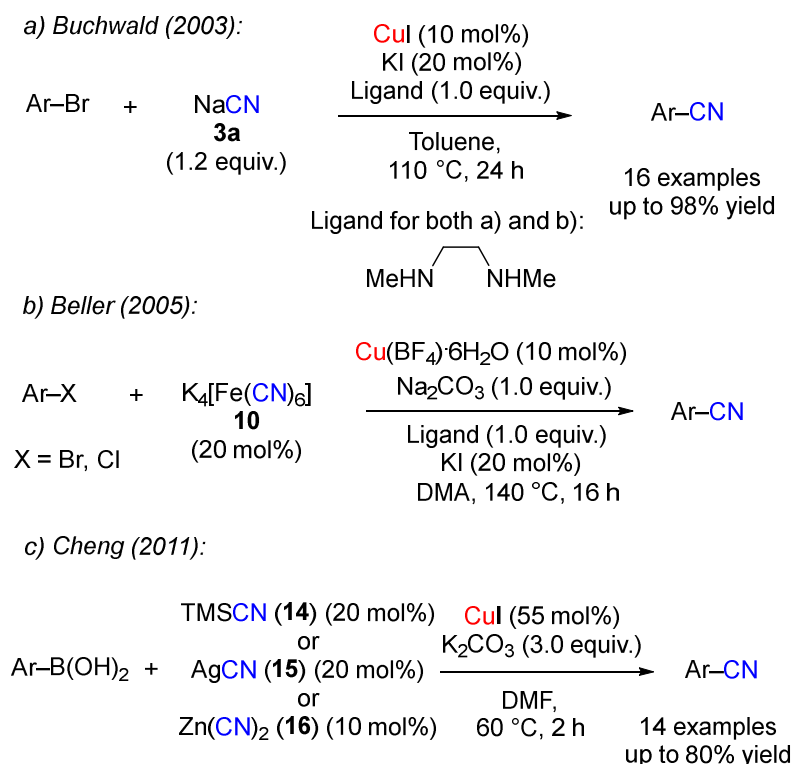 a) Buchwald (2003):
Ar–Br + NaCN
3a
(1.2 equiv.)
CuI (10 mol%)
KI (20 mol%)
Ligand (1.0 equiv.)
Toluene,
110 °C, 24 h
Ar–CN
16 examples
up to 98% yield
Ligand for both a) and b):
MeHN NHMe
b) Beller (2005):
Ar–X + K4[Fe(CN)6]
10
(20 mol%)
X = Br, Cl
Cu(BF4)·6H2O (10 mol%)
Na2CO3 (1.0 equiv.)
Ligand (1.0 equiv.)
KI (20 mol%)
DMA, 140 °C, 16 h
Ar–CN
c) Cheng (2011):
Ar–B(OH)2 +
TMSCN (14) (20 mol%)
or
AgCN (15) (20 mol%)
or
Zn(CN)2 (16) (10 mol%)
CuI (55 mol%)
K2CO3 (3.0 equiv.)
DMF,
60 °C, 2 h
Ar–CN
14 examples
up to 80% yield